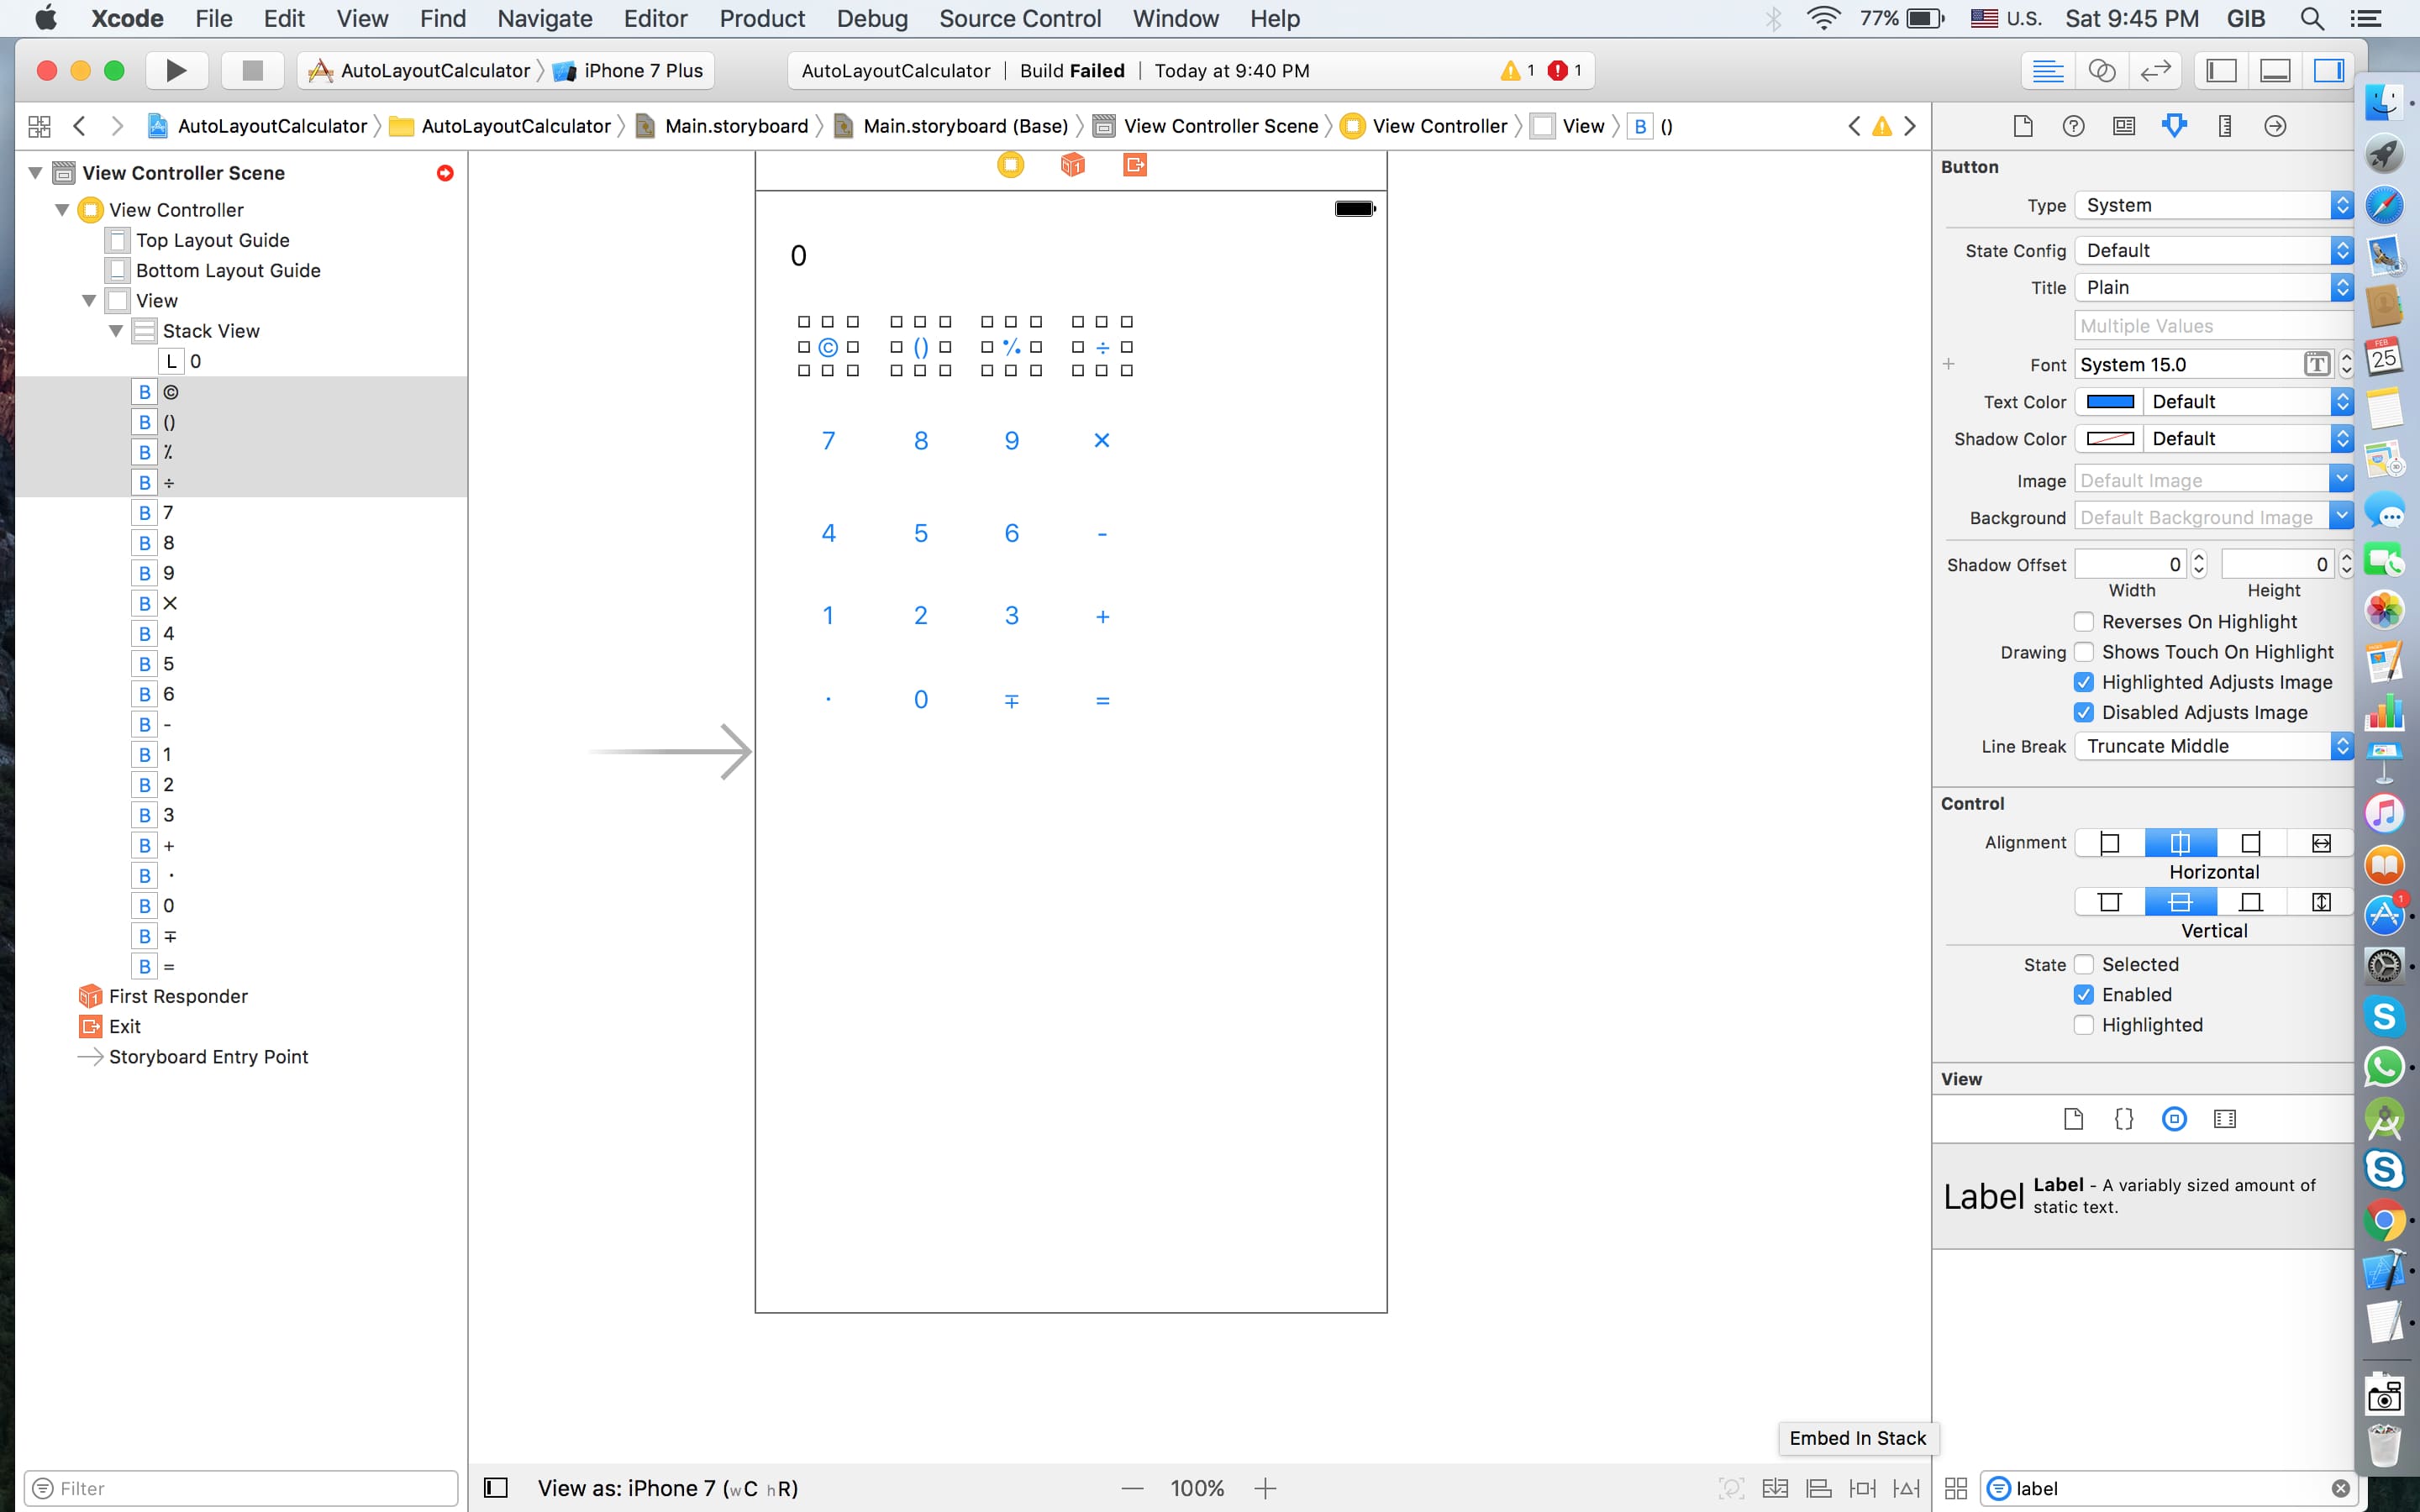 Xcode File Edit View Find Navigate Editor Product Debug Source Control Window Help 77% U.S. Sat 9:45 PM GIB
AutoLayoutCalculator iPhone 7 Plus AutoLayoutCalculator | Build Failed | Today at 9:40 PM 1 1
AutoLayoutCalculator AutoLayoutCalculator Main.storyboard Main.storyboard (Base) View Controller Scene View Controller View B ()
View Controller Scene
View Controller
Top Layout Guide
Bottom Layout Guide
View
Stack View
L 0
B ©
B ()
B ٪
B ÷
B 7
B 8
B 9
B ×
B 4
B 5
B 6
B -
B 1
B 2
B 3
B +
B ·
B 0
B ∓
B =
First Responder
Exit
Storyboard Entry Point
Filter
0
© () ٪ ÷
7 8 9 ×
4 5 6 -
1 2 3 +
· 0 ∓ =
View as: iPhone 7 (wC hR) — 100% +
Embed In Stack
Button
Type System
State Config Default
Title Plain
Multiple Values
+ Font System 15.0 T
Text Color Default
Shadow Color Default
Image Default Image
Background Default Background Image
Shadow Offset 0 0
Width Height
Reverses On Highlight
Drawing Shows Touch On Highlight
Highlighted Adjusts Image
Disabled Adjusts Image
Line Break Truncate Middle
Control
Alignment
Horizontal
Vertical
State Selected
Enabled
Highlighted
View
{}
Label Label - A variably sized amount of
static text.
label
FEB
25
1